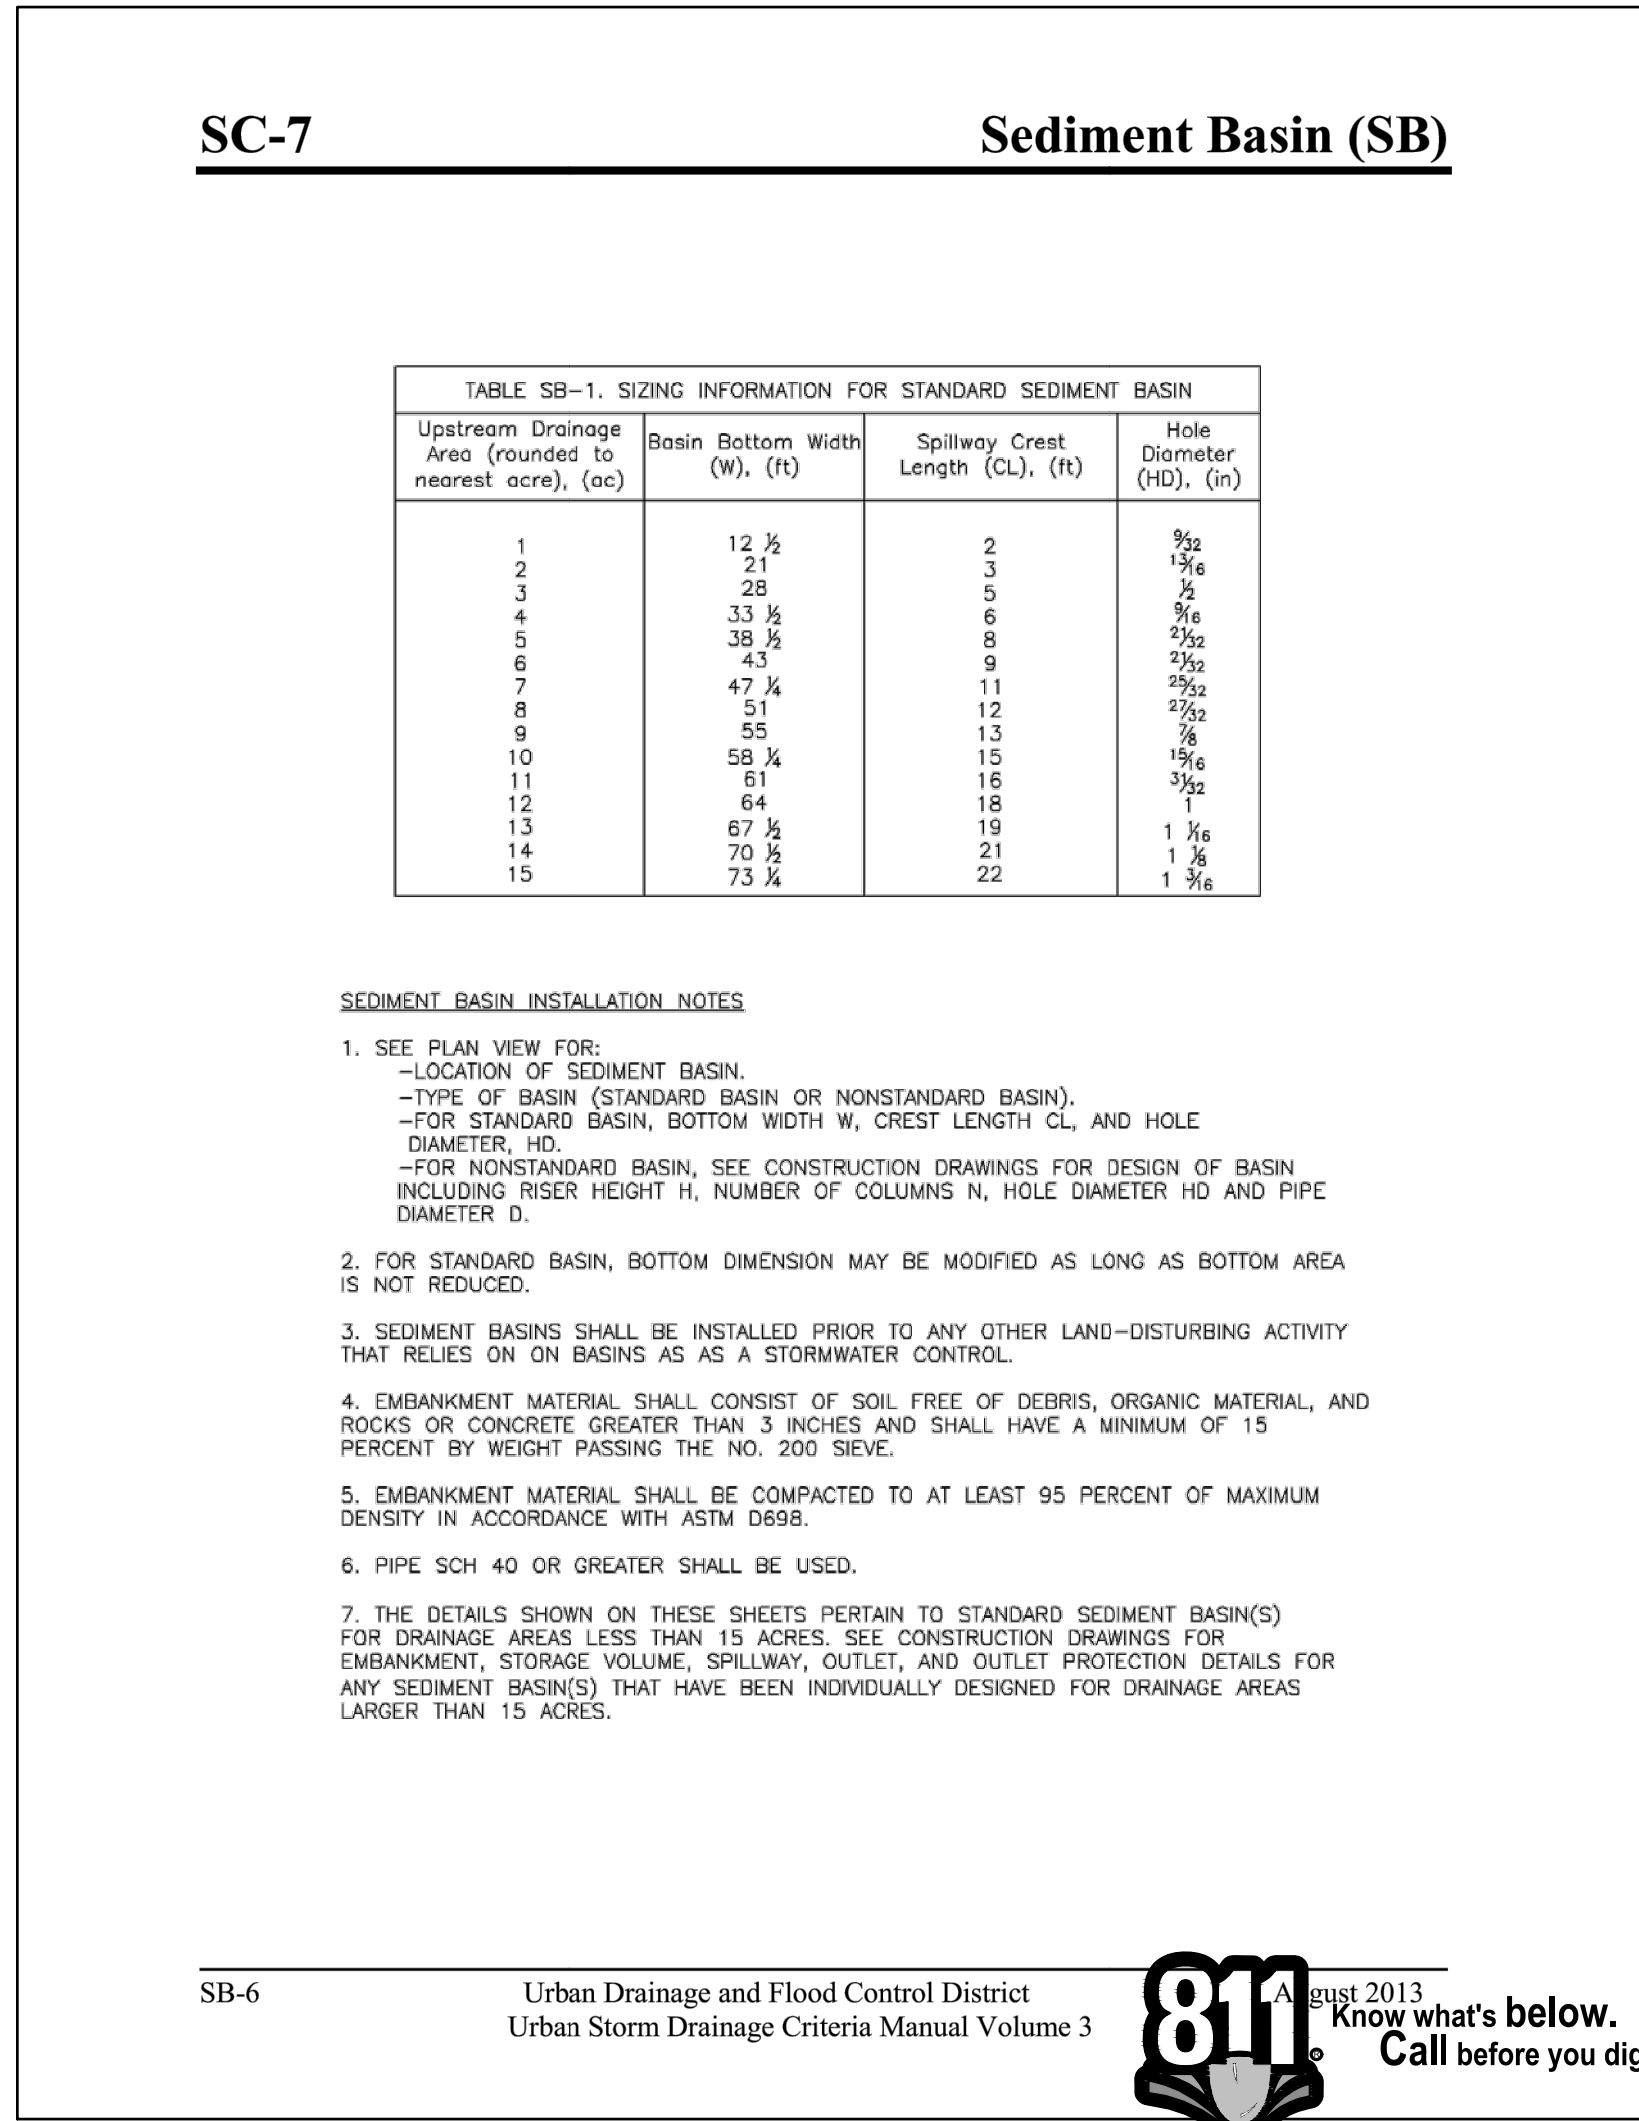 SC-7 Sediment Basin (SB)
TABLE SB-1. SIZING INFORMATION FOR STANDARD SEDIMENT BASIN
Upstream Drainage Area (rounded to nearest acre), (ac) | Basin Bottom Width (W), (ft) | Spillway Crest Length (CL), (ft) | Hole Diameter (HD), (in)
1 12 ½ 2 9/32
2 21 3 13/16
3 28 5 ½
4 33 ½ 6 9/16
5 38 ½ 8 21/32
6 43 9 21/32
7 47 ¼ 11 25/32
8 51 12 27/32
9 55 13 7/8
10 58 ¼ 15 15/16
11 61 16 31/32
12 64 18 1
13 67 ½ 19 1 1/16
14 70 ½ 21 1 1/8
15 73 ¼ 22 1 3/16
SEDIMENT BASIN INSTALLATION NOTES
1. SEE PLAN VIEW FOR:
-LOCATION OF SEDIMENT BASIN.
-TYPE OF BASIN (STANDARD BASIN OR NONSTANDARD BASIN).
-FOR STANDARD BASIN, BOTTOM WIDTH W, CREST LENGTH CL, AND HOLE
DIAMETER, HD.
-FOR NONSTANDARD BASIN, SEE CONSTRUCTION DRAWINGS FOR DESIGN OF BASIN
INCLUDING RISER HEIGHT H, NUMBER OF COLUMNS N, HOLE DIAMETER HD AND PIPE
DIAMETER D.
2. FOR STANDARD BASIN, BOTTOM DIMENSION MAY BE MODIFIED AS LONG AS BOTTOM AREA
IS NOT REDUCED.
3. SEDIMENT BASINS SHALL BE INSTALLED PRIOR TO ANY OTHER LAND-DISTURBING ACTIVITY
THAT RELIES ON ON BASINS AS AS A STORMWATER CONTROL.
4. EMBANKMENT MATERIAL SHALL CONSIST OF SOIL FREE OF DEBRIS, ORGANIC MATERIAL, AND
ROCKS OR CONCRETE GREATER THAN 3 INCHES AND SHALL HAVE A MINIMUM OF 15
PERCENT BY WEIGHT PASSING THE NO. 200 SIEVE.
5. EMBANKMENT MATERIAL SHALL BE COMPACTED TO AT LEAST 95 PERCENT OF MAXIMUM
DENSITY IN ACCORDANCE WITH ASTM D698.
6. PIPE SCH 40 OR GREATER SHALL BE USED.
7. THE DETAILS SHOWN ON THESE SHEETS PERTAIN TO STANDARD SEDIMENT BASIN(S)
FOR DRAINAGE AREAS LESS THAN 15 ACRES. SEE CONSTRUCTION DRAWINGS FOR
EMBANKMENT, STORAGE VOLUME, SPILLWAY, OUTLET, AND OUTLET PROTECTION DETAILS FOR
ANY SEDIMENT BASIN(S) THAT HAVE BEEN INDIVIDUALLY DESIGNED FOR DRAINAGE AREAS
LARGER THAN 15 ACRES.
SB-6 Urban Drainage and Flood Control District August 2013
Urban Storm Drainage Criteria Manual Volume 3
811®
Know what's below.
Call before you dig